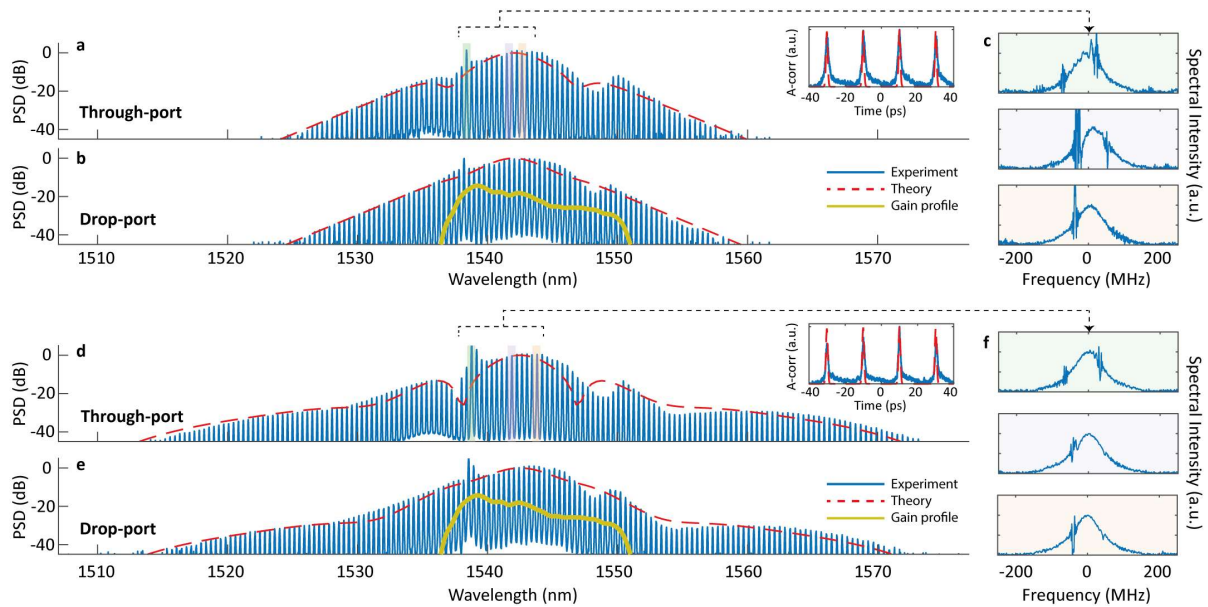 a
PSD (dB)
0
-20
-40
Through-port
A-corr (a.u.)
-40 -20 0 20 40
Time (ps)
b
PSD (dB)
0
-20
-40
Drop-port
Experiment
Theory
Gain profile
1510 1520 1530 1540 1550 1560 1570
Wavelength (nm)
c
Spectral Intensity (a.u.)
-200 0 200
Frequency (MHz)
d
PSD (dB)
0
-20
-40
Through-port
A-corr (a.u.)
-40 -20 0 20 40
Time (ps)
e
PSD (dB)
0
-20
-40
Drop-port
Experiment
Theory
Gain profile
1510 1520 1530 1540 1550 1560 1570
Wavelength (nm)
f
Spectral Intensity (a.u.)
-200 0 200
Frequency (MHz)